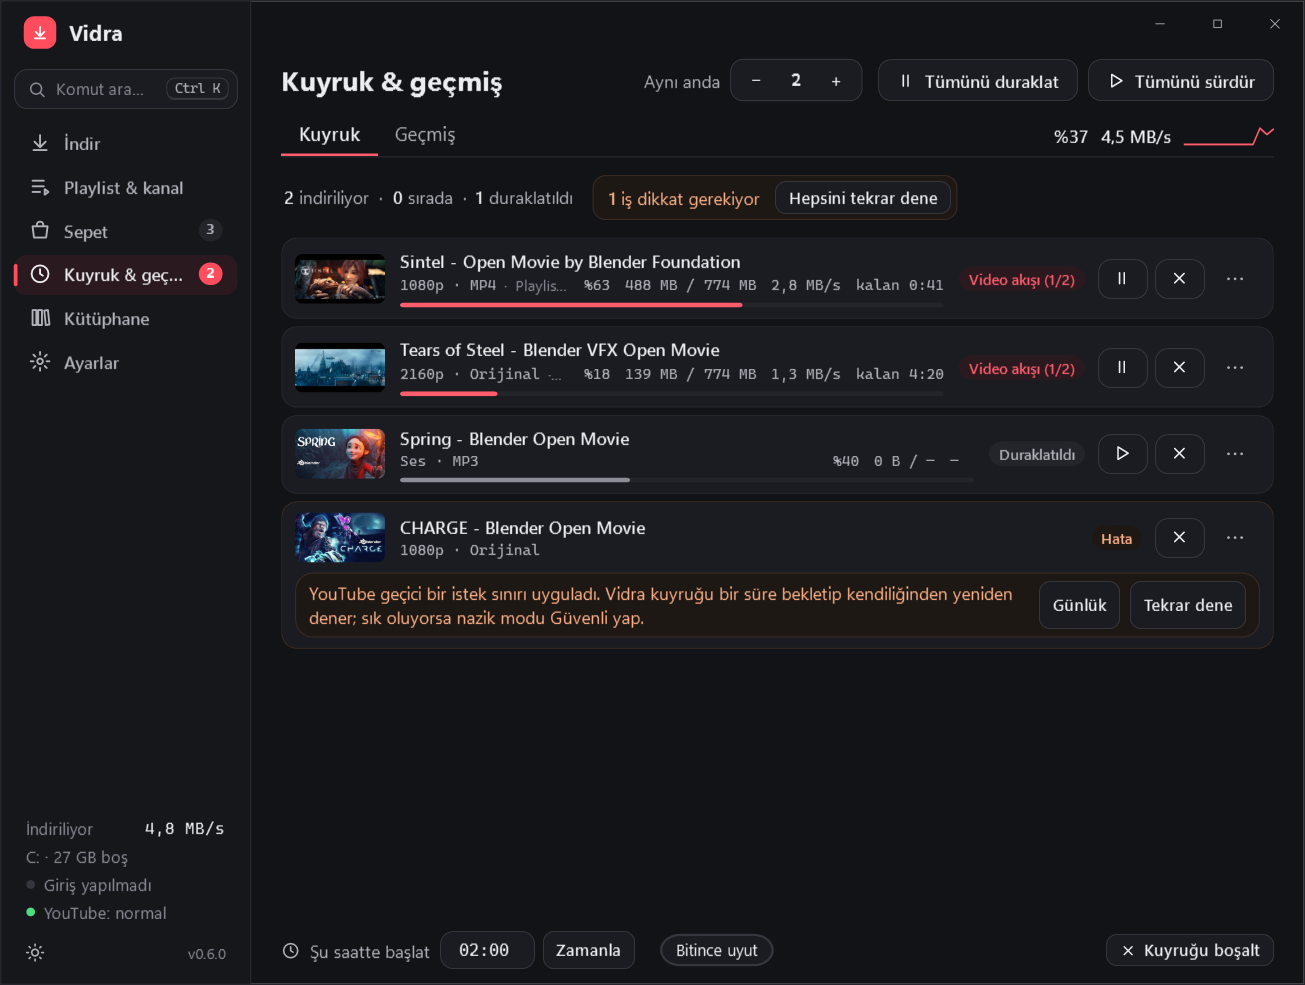 Vidra
Komut ara... Ctrl K
İndir
Playlist & kanal
Sepet 3
Kuyruk & geç... 2
Kütüphane
Ayarlar
İndiriliyor 4,8 MB/s
C: · 27 GB boş
Giriş yapılmadı
YouTube: normal
v0.6.0
Kuyruk & geçmiş
Aynı anda − 2 + Tümünü duraklat Tümünü sürdür
Kuyruk Geçmiş %37 4,5 MB/s
2 indiriliyor · 0 sırada · 1 duraklatıldı 1 iş dikkat gerekiyor Hepsini tekrar dene
Sintel - Open Movie by Blender Foundation
1080p · MP4 · Playlis... %63 488 MB / 774 MB 2,8 MB/s kalan 0:41
Video akışı (1/2)
Tears of Steel - Blender VFX Open Movie
2160p · Orijinal ·... %18 139 MB / 774 MB 1,3 MB/s kalan 4:20
Video akışı (1/2)
SPRING
Spring - Blender Open Movie
Ses · MP3 %40 0 B / — —
Duraklatıldı
CHARGE
CHARGE - Blender Open Movie
1080p · Orijinal
Hata
YouTube geçici bir istek sınırı uyguladı. Vidra kuyruğu bir süre bekletip kendiliğinden yeniden
dener; sık oluyorsa nazik modu Güvenli yap.
Günlük Tekrar dene
Şu saatte başlat 02:00 Zamanla Bitince uyut Kuyruğu boşalt